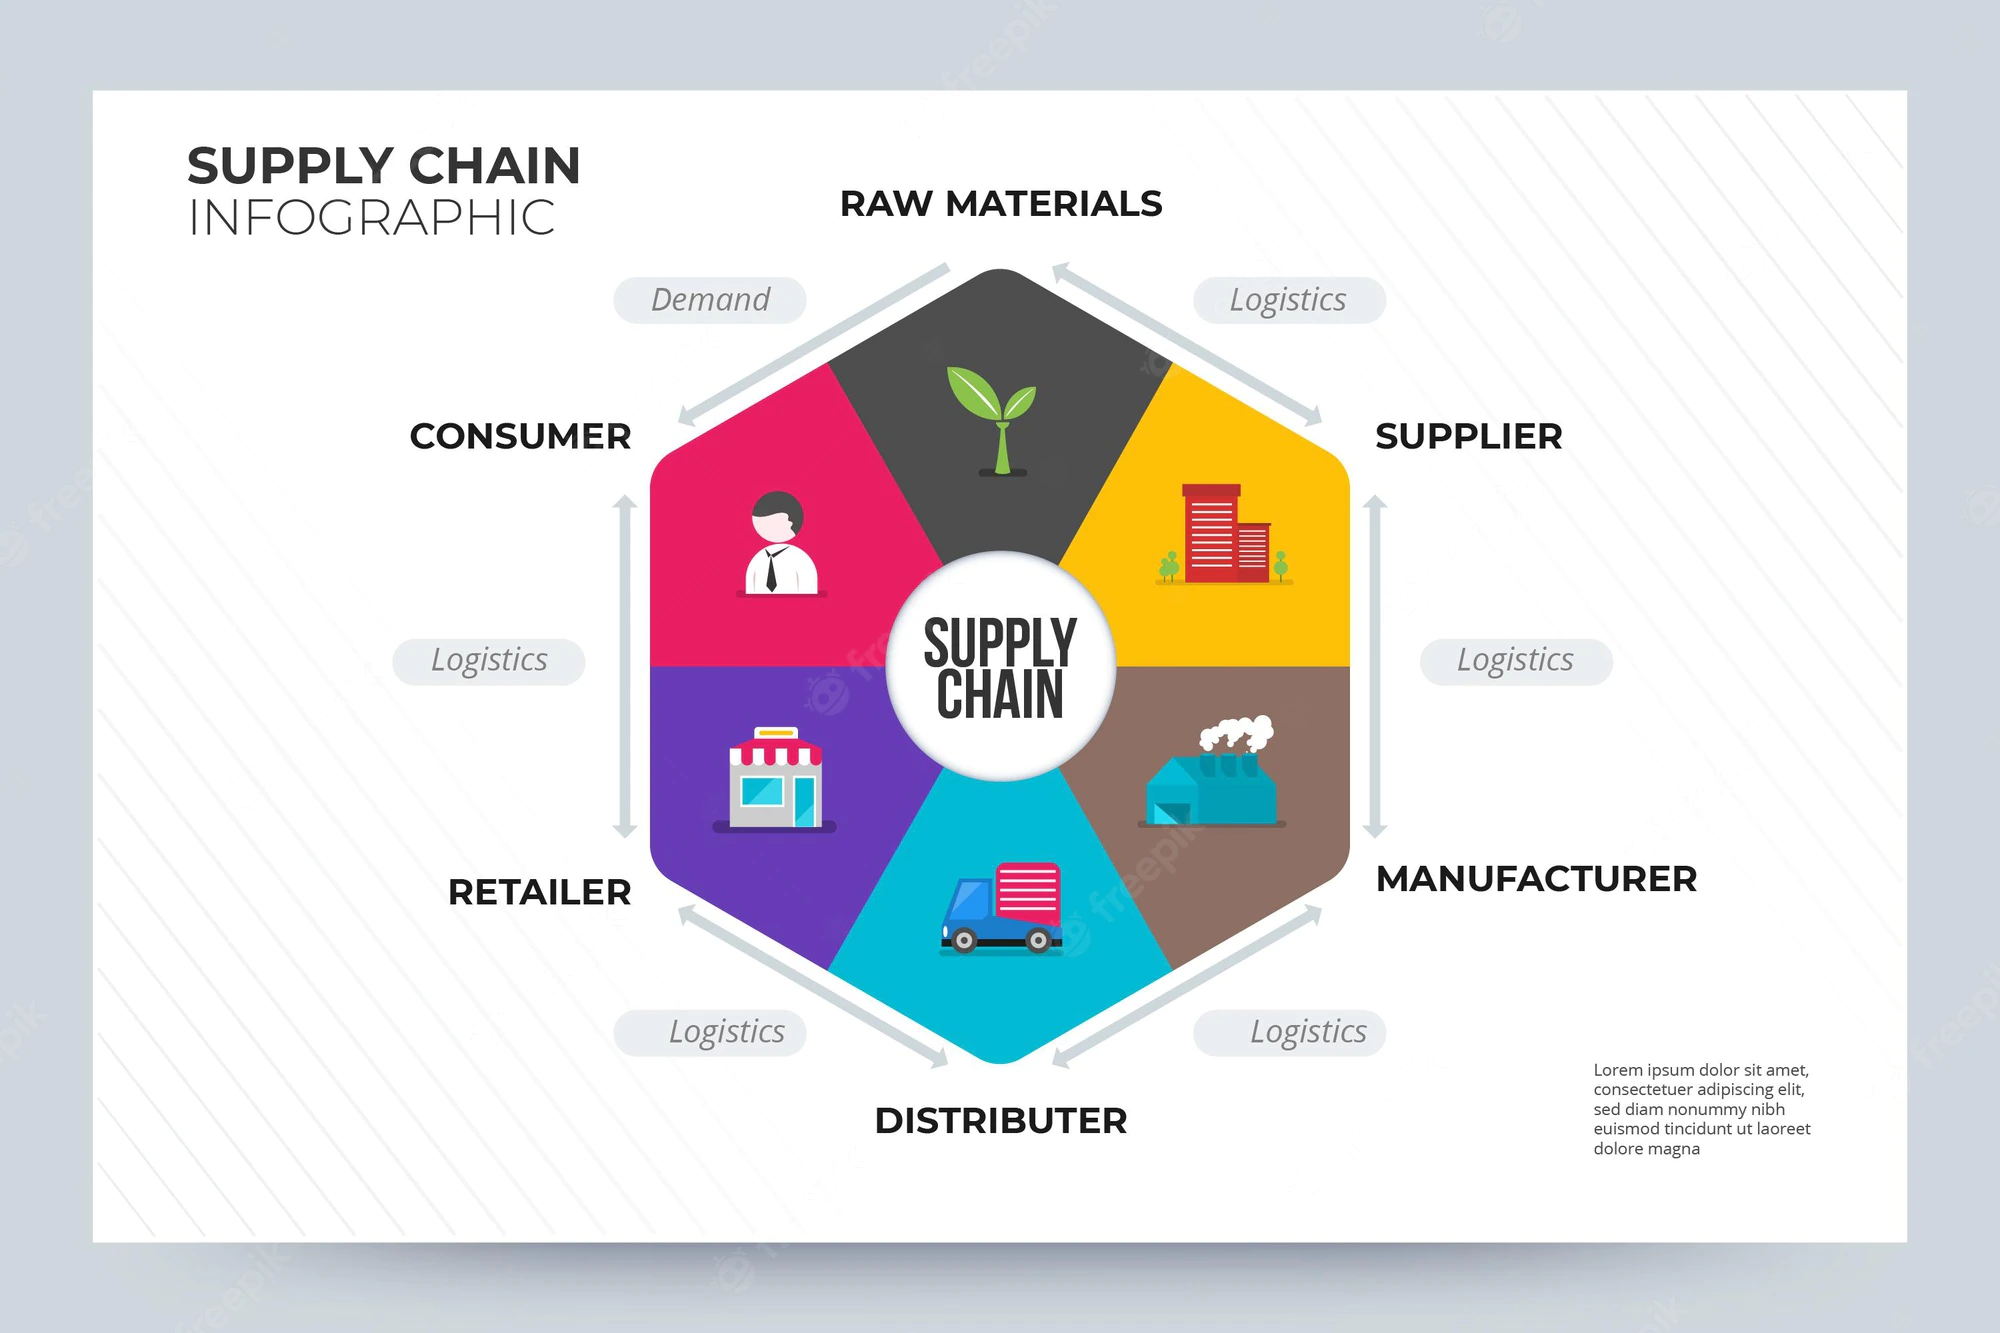 SUPPLY CHAIN
INFOGRAPHIC
RAW MATERIALS
Demand
Logistics
CONSUMER
SUPPLIER
SUPPLY
CHAIN
Logistics
Logistics
RETAILER
MANUFACTURER
Logistics
Logistics
DISTRIBUTER
Lorem ipsum dolor sit amet,
consectetuer adipiscing elit,
sed diam nonummy nibh
euismod tincidunt ut laoreet
dolore magna
freepik